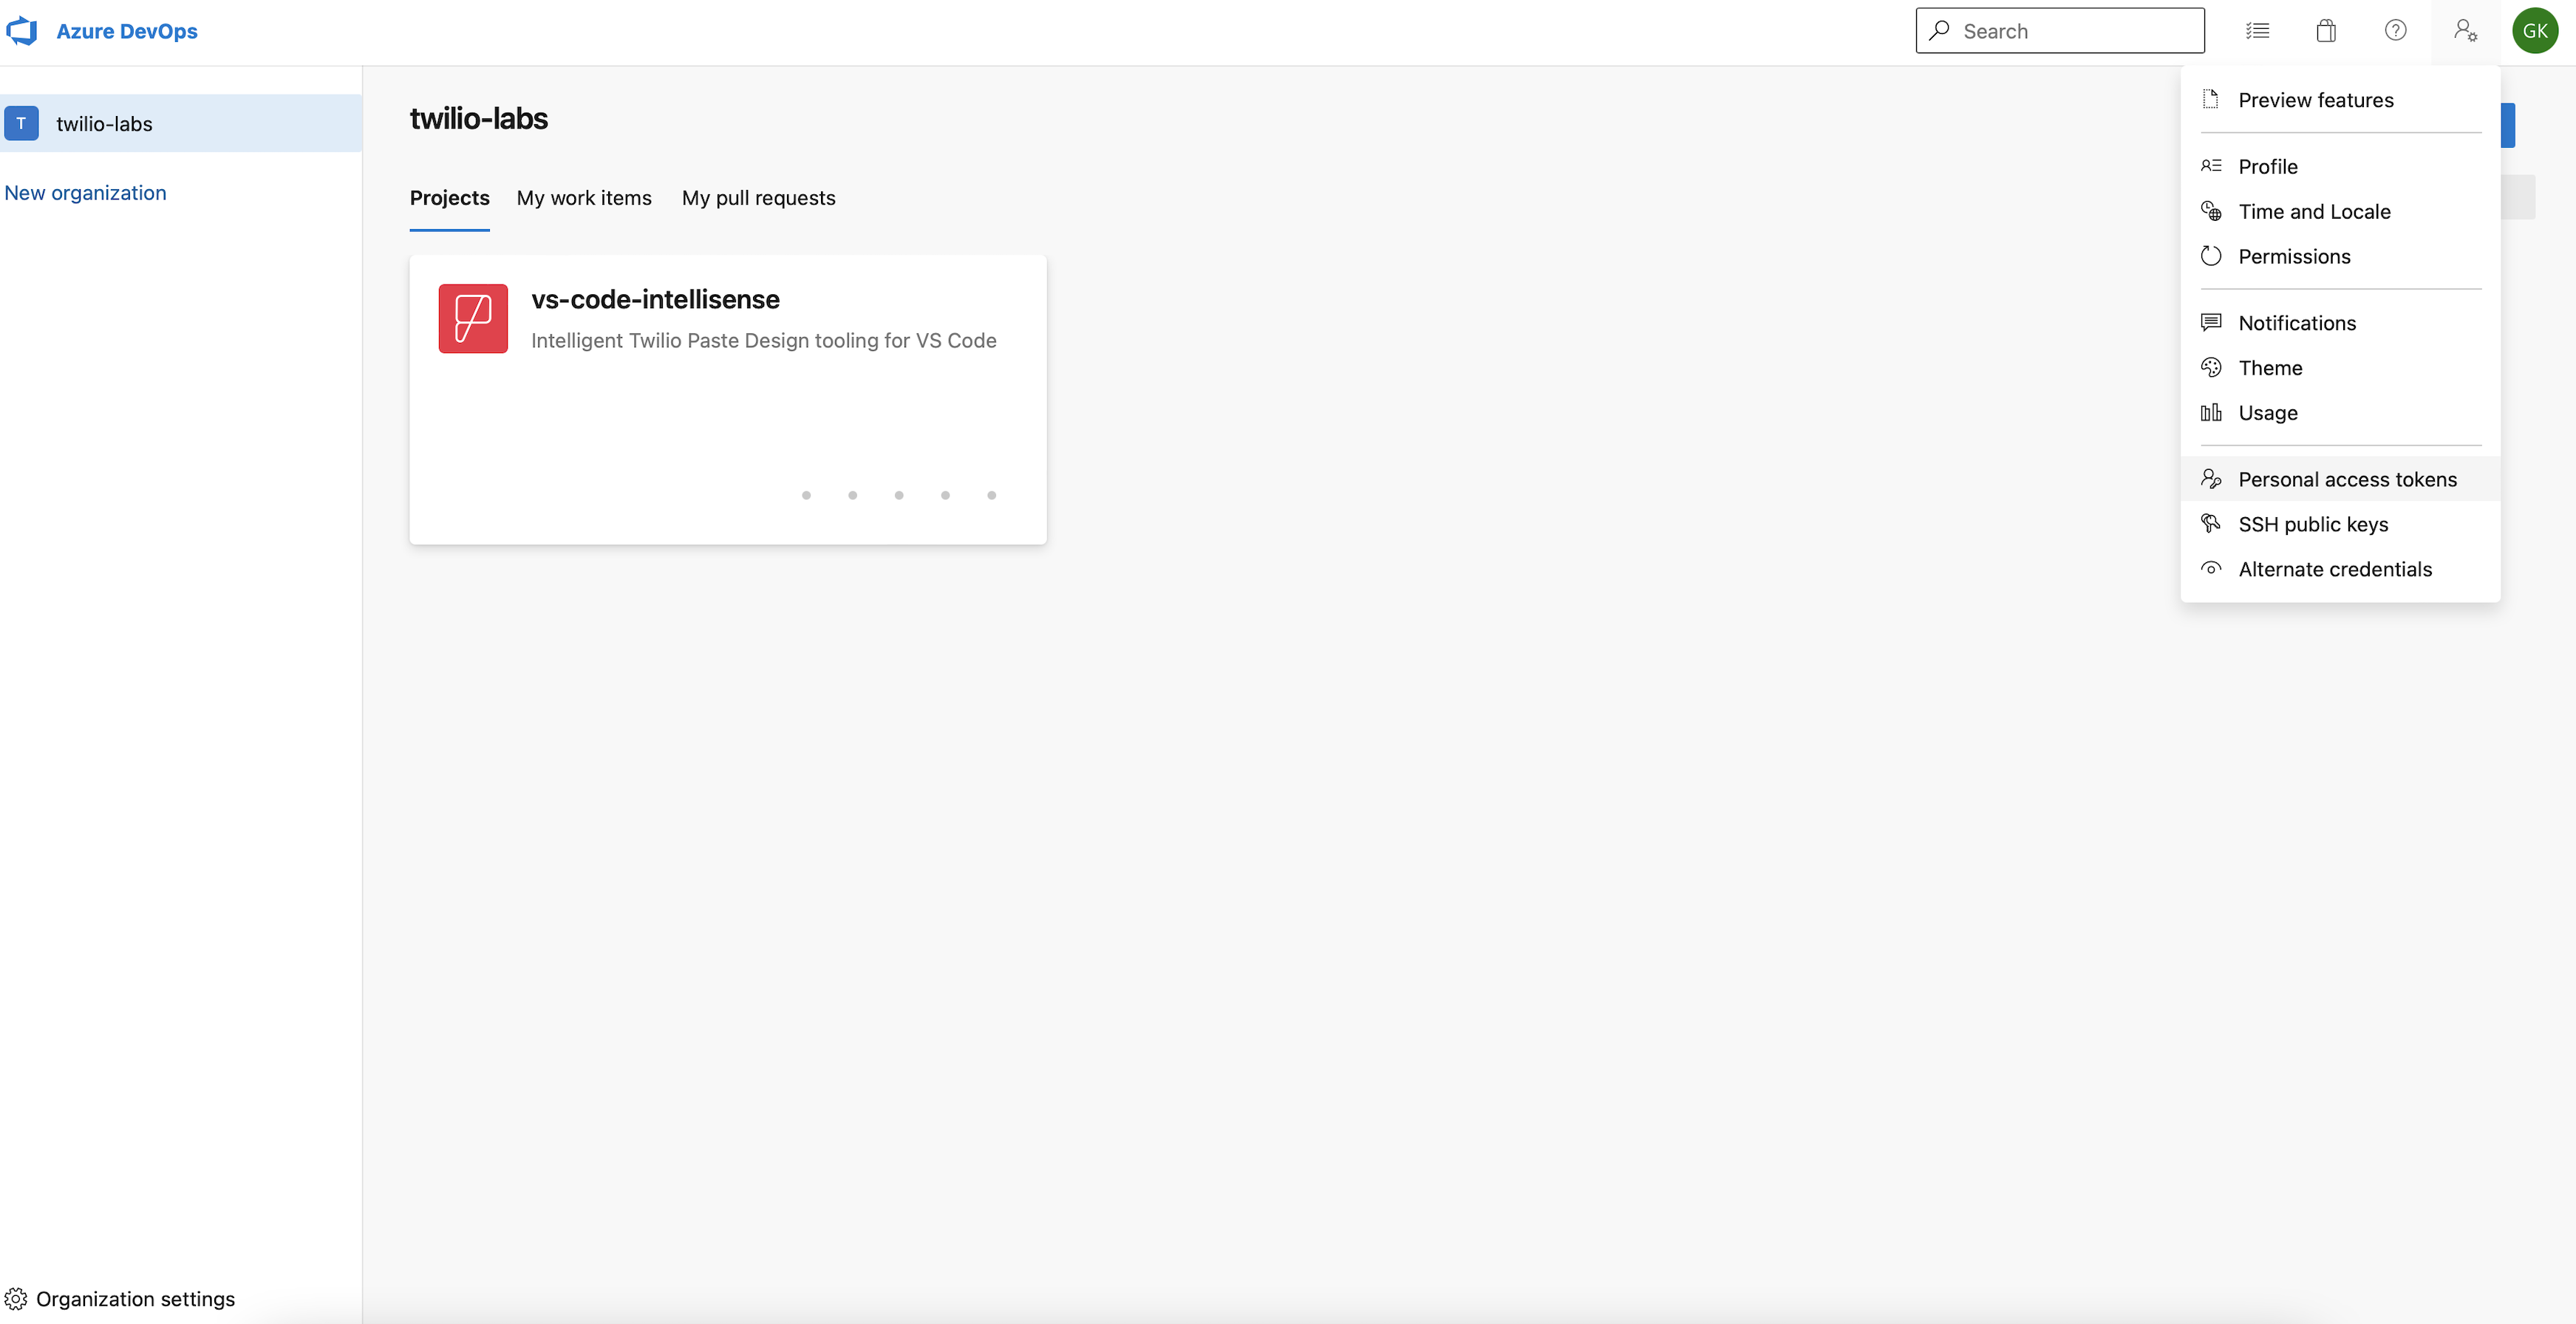 Azure DevOps
Search
GK
T
twilio-labs
New organization
twilio-labs
Projects
My work items
My pull requests
vs-code-intellisense
Intelligent Twilio Paste Design tooling for VS Code
Preview features
Profile
Time and Locale
Permissions
Notifications
Theme
Usage
Personal access tokens
SSH public keys
Alternate credentials
Organization settings